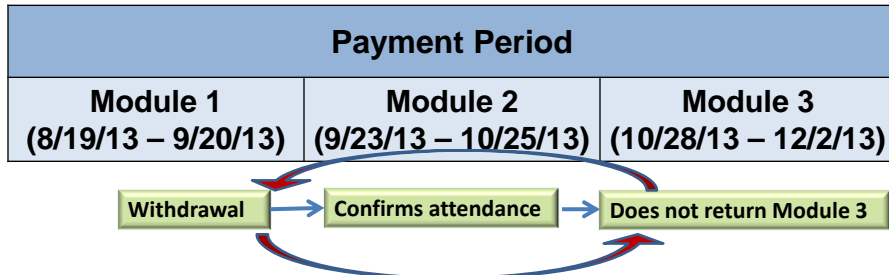 Payment Period
Module 1
(8/19/13 – 9/20/13)
Module 2
(9/23/13 – 10/25/13)
Module 3
(10/28/13 – 12/2/13)
Withdrawal
Confirms attendance
Does not return Module 3